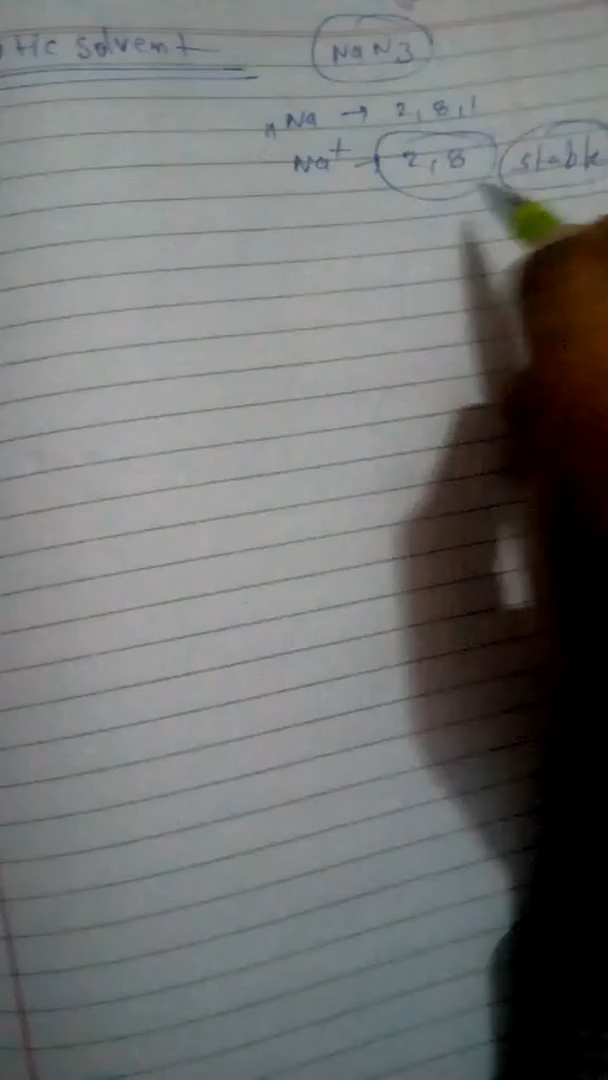 tic solvent
NaN3
Na → 2, 8, 1
Na+ → 2, 8 stable